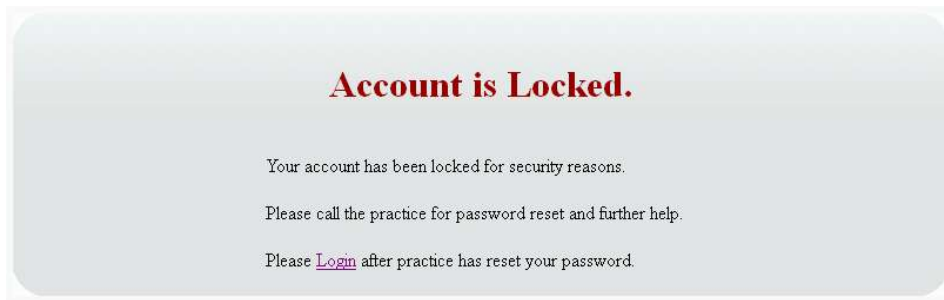 Account is Locked.
Your account has been locked for security reasons.
Please call the practice for password reset and further help.
Please Login after practice has reset your password.